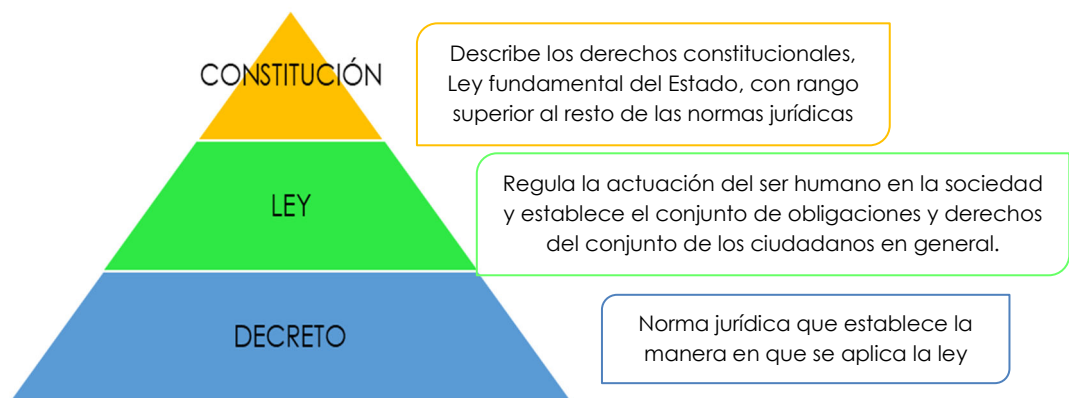 CONSTITUCIÓN
Describe los derechos constitucionales,
Ley fundamental del Estado, con rango
superior al resto de las normas jurídicas
LEY
Regula la actuación del ser humano en la sociedad
y establece el conjunto de obligaciones y derechos
del conjunto de los ciudadanos en general.
DECRETO
Norma jurídica que establece la
manera en que se aplica la ley